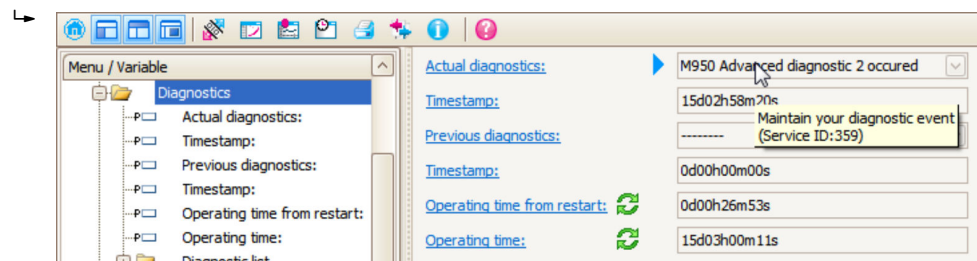 Menu / Variable
Diagnostics
Actual diagnostics:
Timestamp:
Previous diagnostics:
Timestamp:
Operating time from restart:
Operating time:
Diagnostic list
Actual diagnostics:
M950 Advanced diagnostic 2 occured
Timestamp:
15d02h58m20s
Maintain your diagnostic event
(Service ID:359)
Previous diagnostics:
--------
Timestamp:
0d00h00m00s
Operating time from restart:
0d00h26m53s
Operating time:
15d03h00m11s